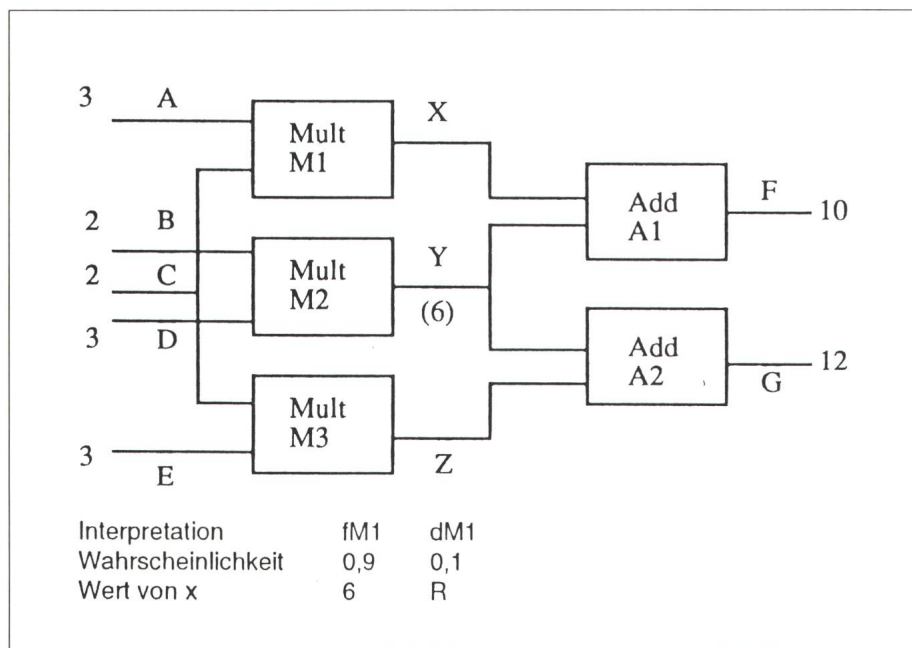 3 A
Mult
M1
X
2 B
2 C
3 D
Mult
M2
Y
(6)
Add
A1
F
10
Add
A2
12
G
Mult
M3
3
E
Z
Interpretation fM1 dM1
Wahrscheinlichkeit 0,9 0,1
Wert von x 6 R